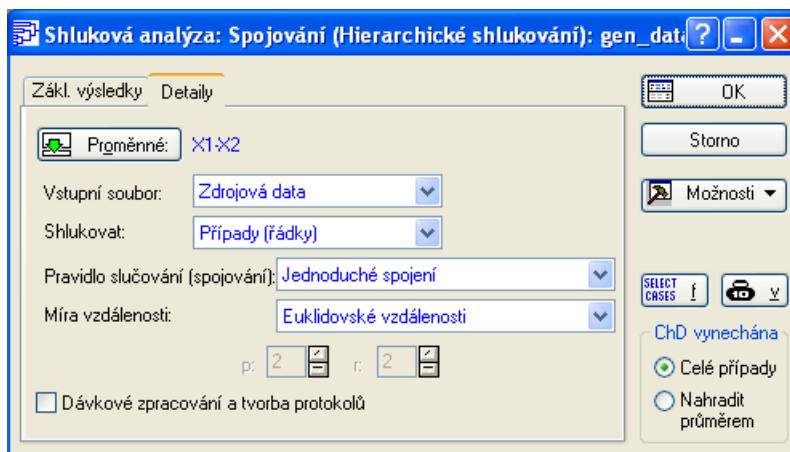 Shluková analýza: Spojování (Hierarchické shlukování): gen_data
Zákl. výsledky Detaily
Proměnné: X1-X2
Vstupní soubor: Zdrojová data
Shlukovat: Případy (řádky)
Pravidlo slučování (spojování): Jednoduché spojení
Míra vzdálenosti: Euklidovské vzdálenosti
p: 2 r: 2
Dávkové zpracování a tvorba protokolů
OK
Storno
Možnosti
SELECT CASES f v
ChD vynechána
Celé případy
Nahradit
průměrem